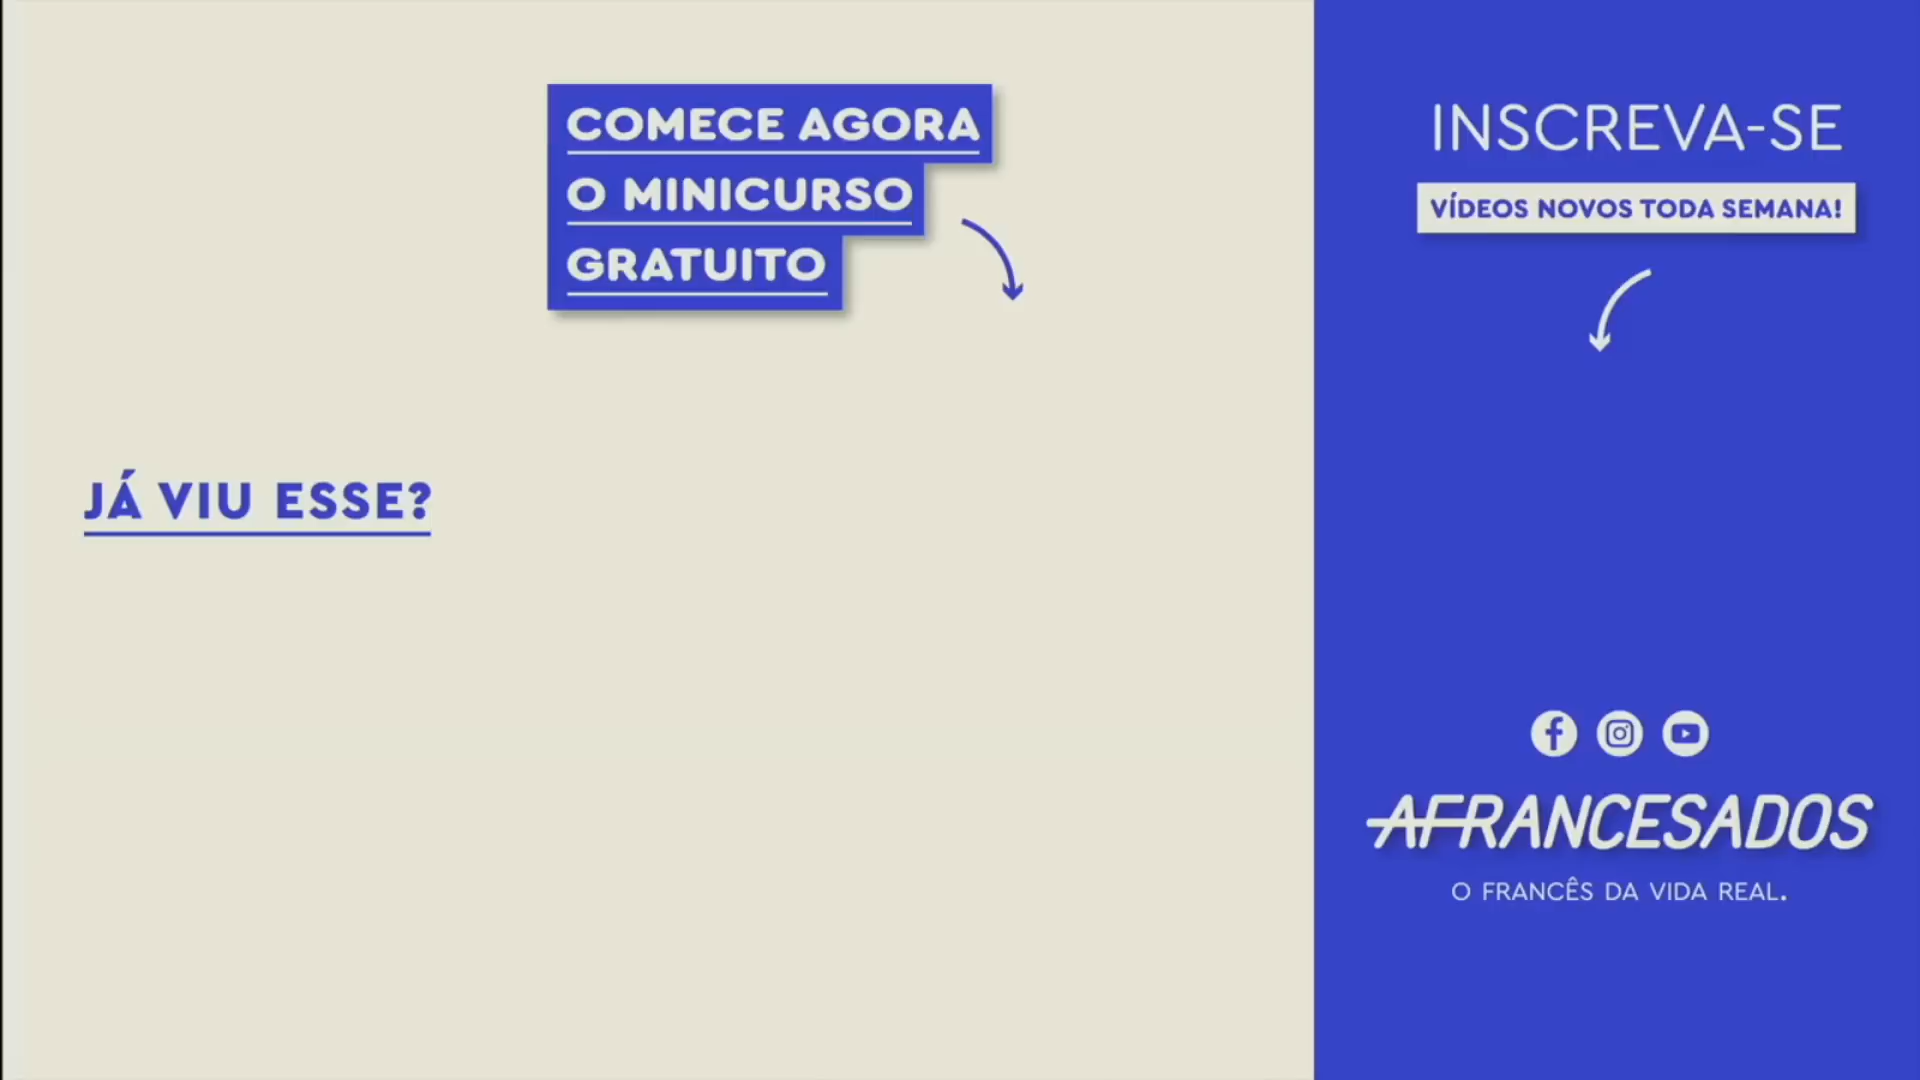 COMECE AGORA
O MINICURSO
GRATUITO
JÁ VIU ESSE?
INSCREVA-SE
VÍDEOS NOVOS TODA SEMANA!
AFRANCESADOS
O FRANCÊS DA VIDA REAL.